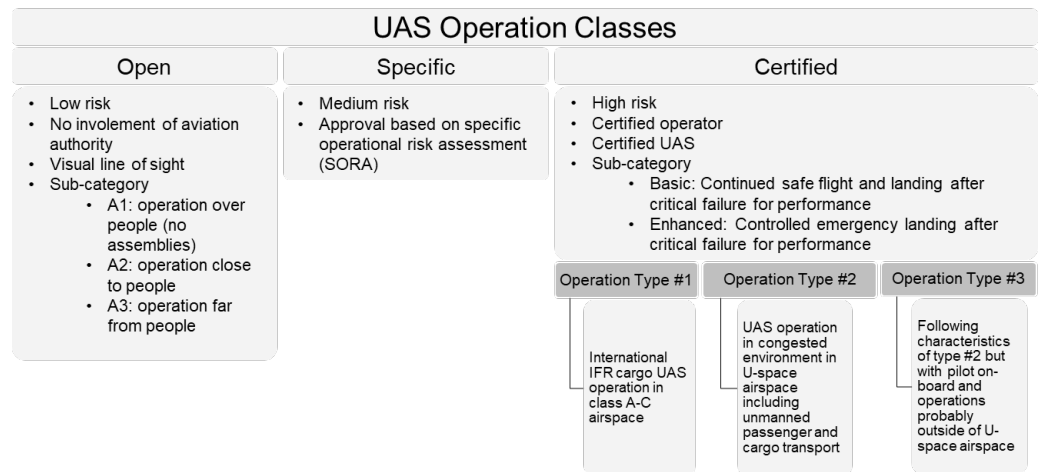 UAS Operation Classes
Open
• Low risk
• No involement of aviation
authority
• Visual line of sight
• Sub-category
• A1: operation over
people (no
assemblies)
• A2: operation close
to people
• A3: operation far
from people
Specific
• Medium risk
• Approval based on specific
operational risk assessment
(SORA)
Certified
• High risk
• Certified operator
• Certified UAS
• Sub-category
• Basic: Continued safe flight and landing after
critical failure for performance
• Enhanced: Controlled emergency landing after
critical failure for performance
Operation Type #1
International
IFR cargo UAS
operation in
class A-C
airspace
Operation Type #2
UAS operation
in congested
environment in
U-space
airspace
including
unmanned
passenger and
cargo transport
Operation Type #3
Following
characteristics
of type #2 but
with pilot on-
board and
operations
probably
outside of U-
space airspace